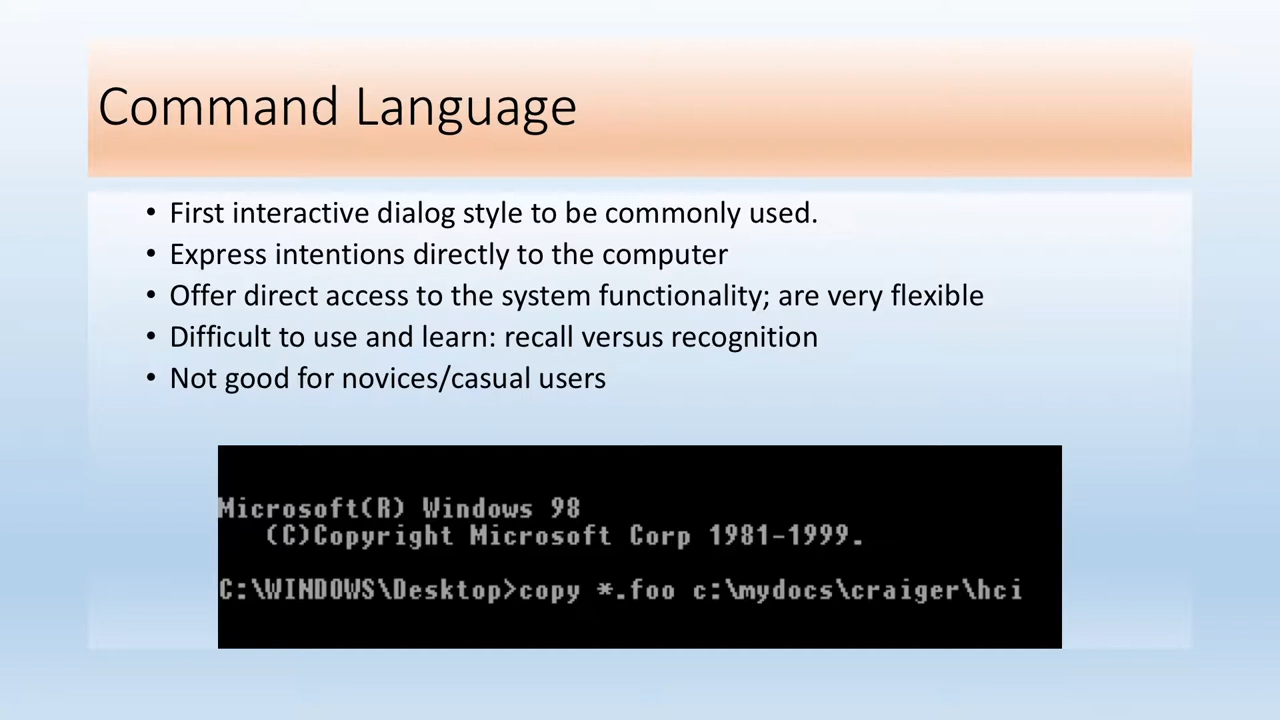 Command Language
• First interactive dialog style to be commonly used.
• Express intentions directly to the computer
• Offer direct access to the system functionality; are very flexible
• Difficult to use and learn: recall versus recognition
• Not good for novices/casual users
Microsoft(R) Windows 98
(C)Copyright Microsoft Corp 1981-1999.
C:\WINDOWS\Desktop>copy *.foo c:\mydocs\craiger\hci